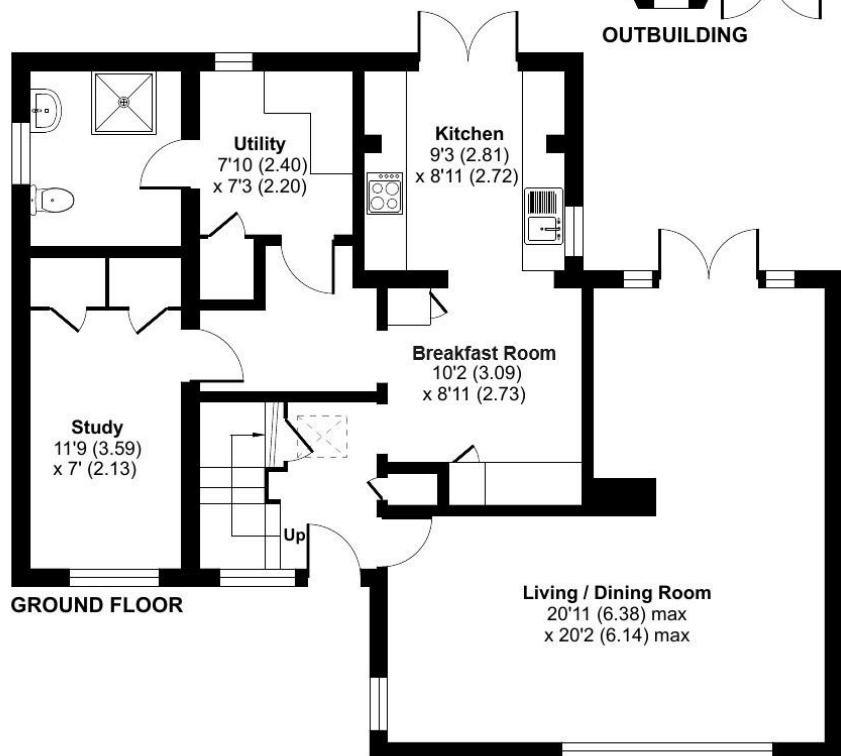 OUTBUILDING
Kitchen
9'3 (2.81)
x 8'11 (2.72)
Utility
7'10 (2.40)
x 7'3 (2.20)
Breakfast Room
10'2 (3.09)
x 8'11 (2.73)
Study
11'9 (3.59)
x 7' (2.13)
Up
Living / Dining Room
20'11 (6.38) max
x 20'2 (6.14) max
GROUND FLOOR